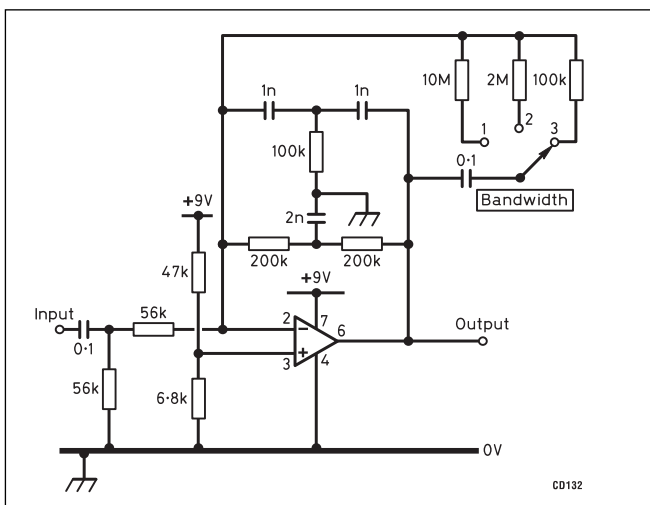 1n
1n
10M
2M
100k
1
2
3
100k
0·1
Bandwidth
+9V
2n
200k
200k
47k
+9V
Input
56k
2
7
6
Output
0·1
3
4
56k
6·8k
0V
CD132